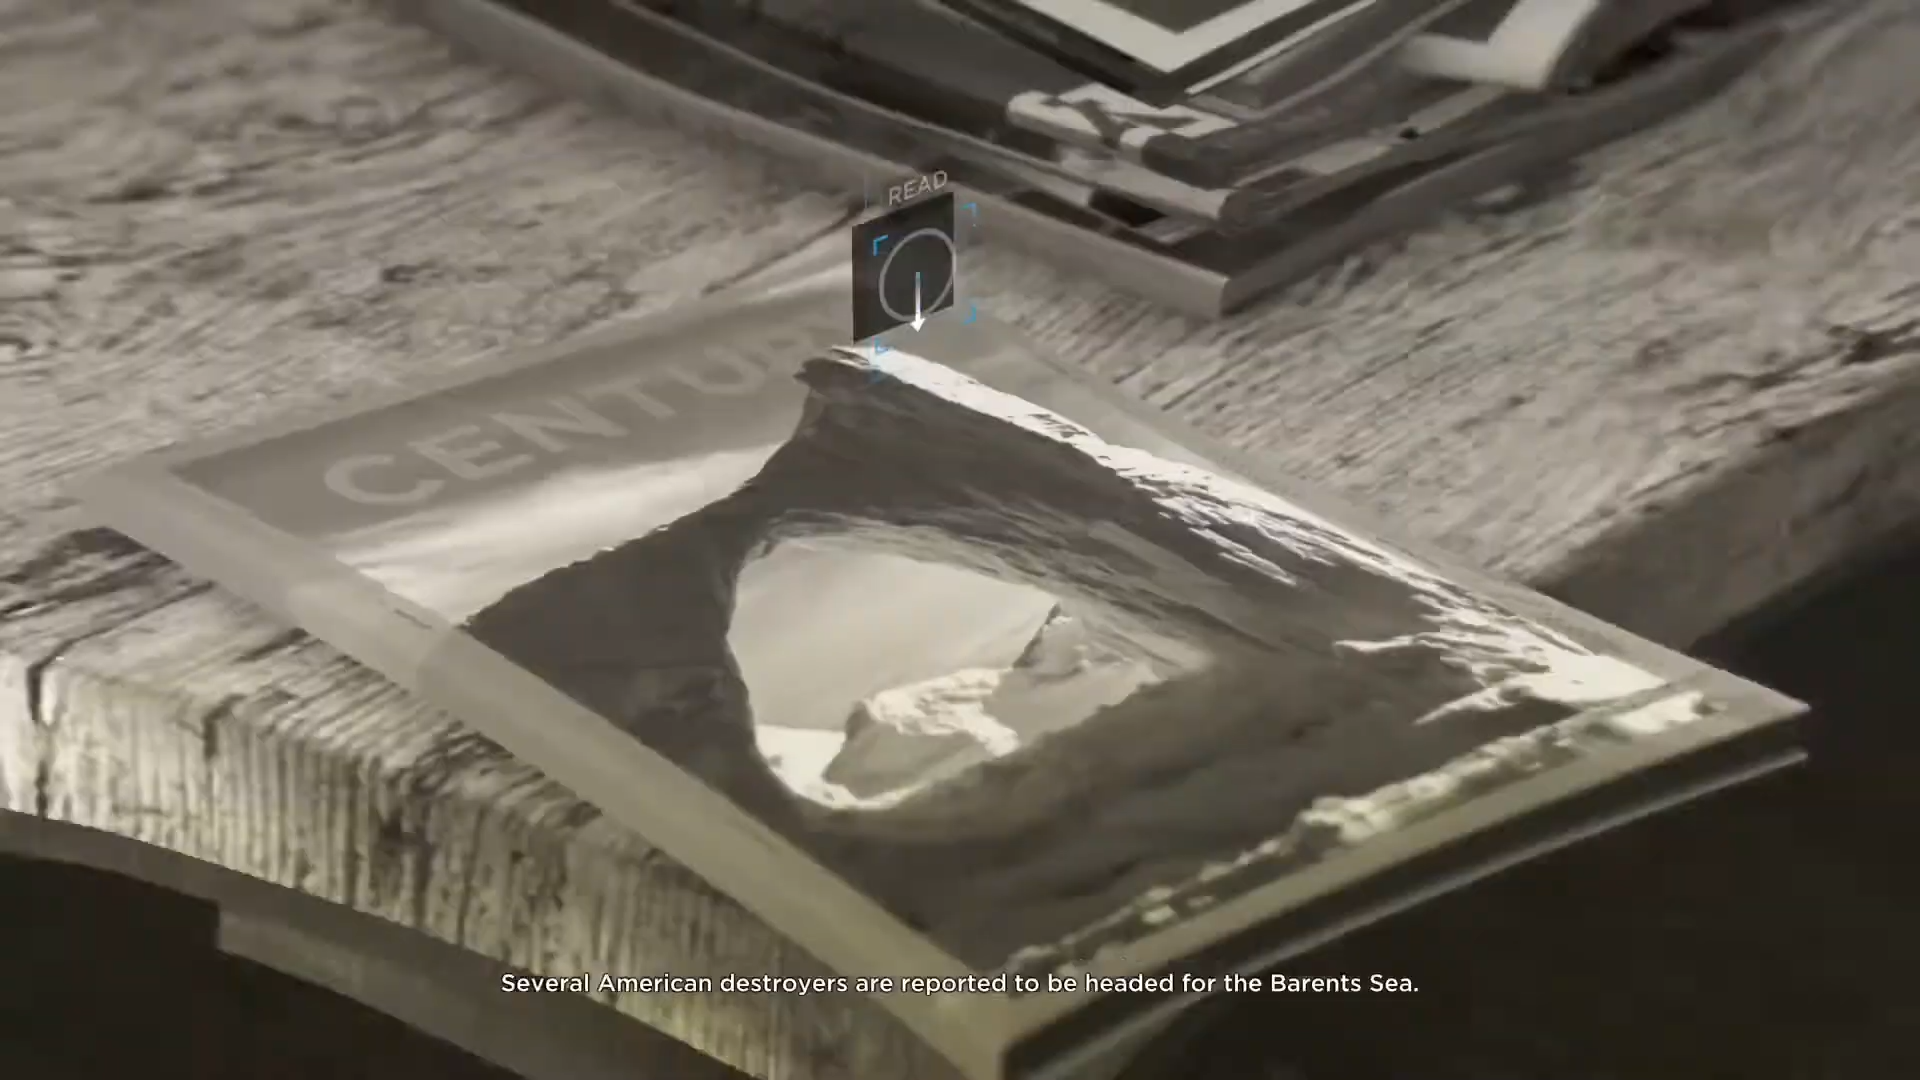 READ
CENTU
Several American destroyers are reported to be headed for the Barents Sea.